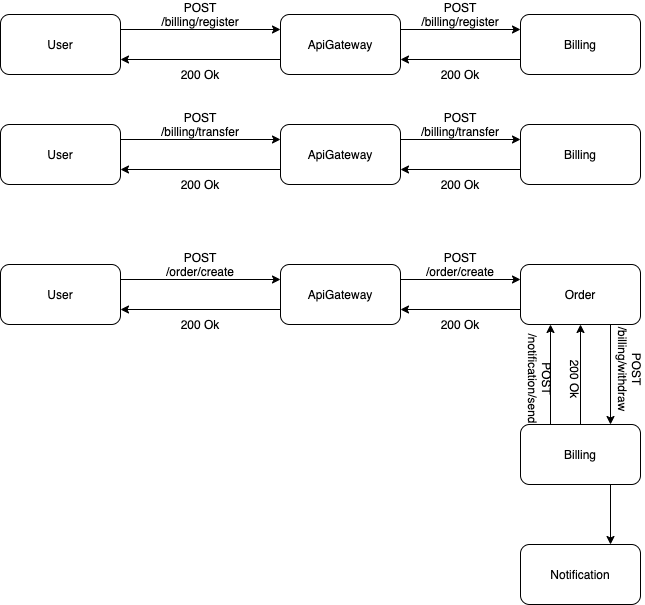 POST
/billing/register
POST
/billing/register
User
ApiGateway
Billing
200 Ok
200 Ok
POST
/billing/transfer
POST
/billing/transfer
User
ApiGateway
Billing
200 Ok
200 Ok
POST
/order/create
POST
/order/create
User
ApiGateway
Order
200 Ok
200 Ok
POST
/notification/send
200 Ok
POST
/billing/withdraw
Billing
Notification